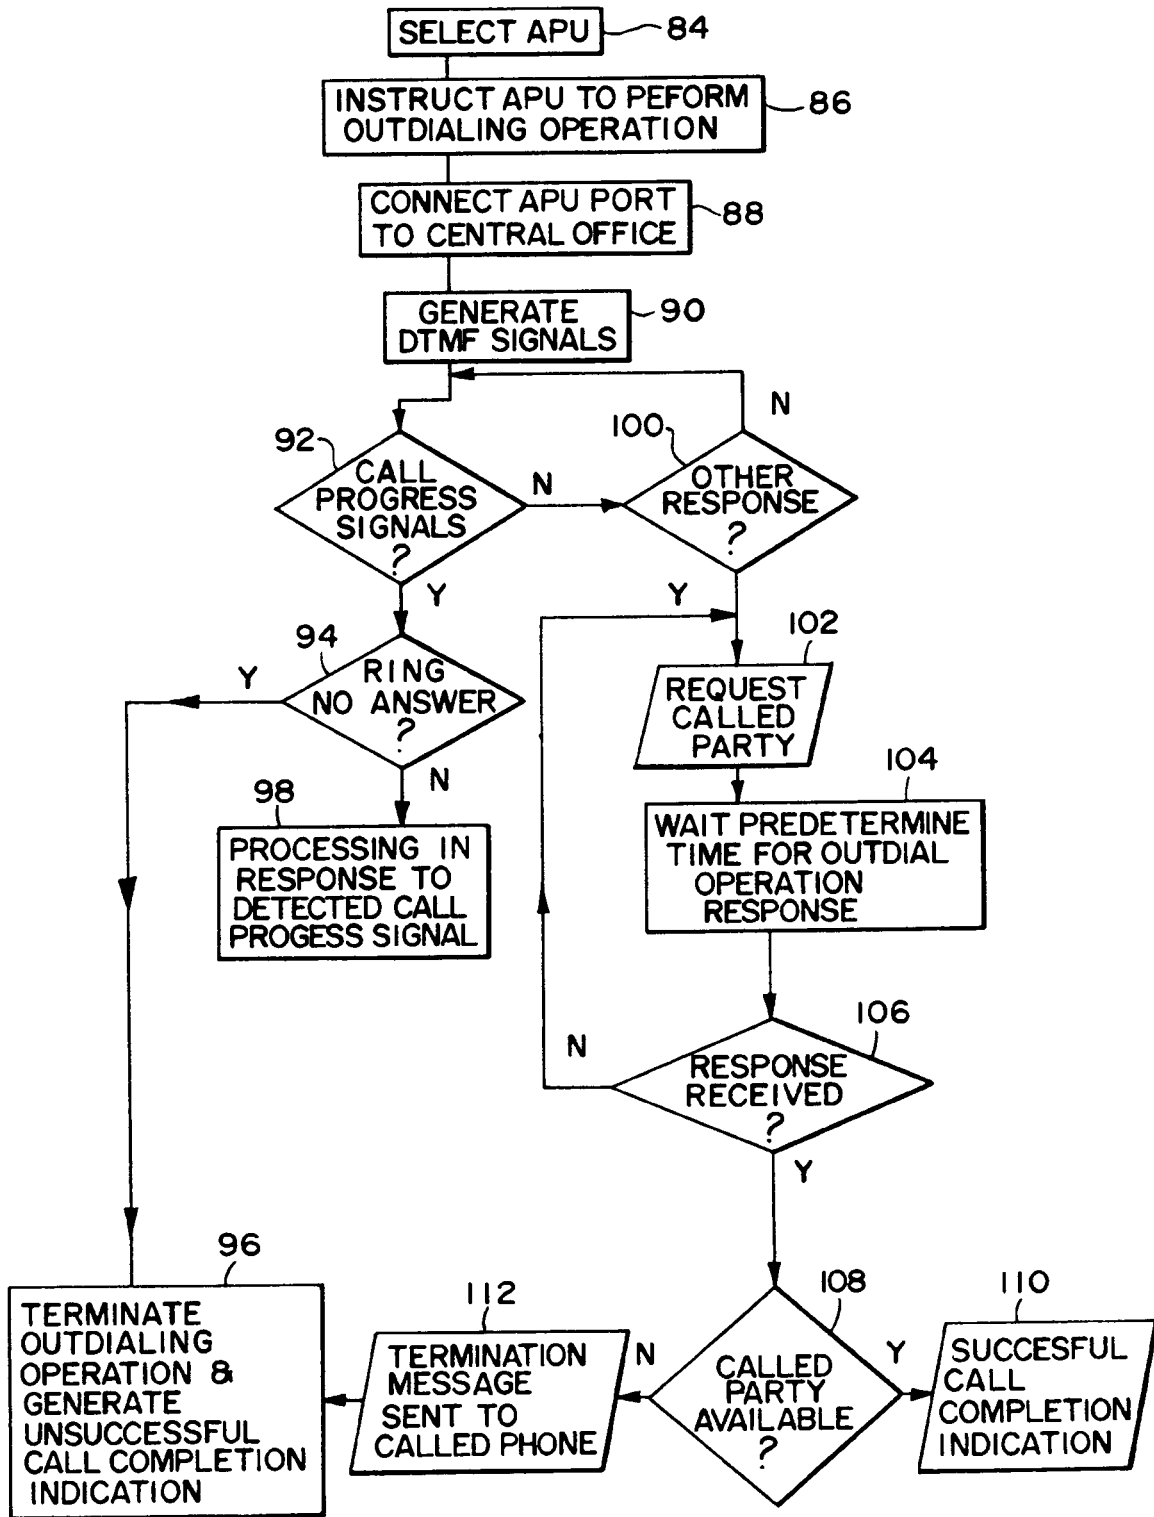 SELECT APU
84
INSTRUCT APU TO PEFORM
OUTDIALING OPERATION
86
CONNECT APU PORT
TO CENTRAL OFFICE
88
GENERATE
DTMF SIGNALS
90
92
CALL
PROGRESS
SIGNALS
?
N
Y
100
OTHER
RESPONSE
?
N
Y
94
RING
NO ANSWER
?
Y
N
102
REQUEST
CALLED
PARTY
98
PROCESSING IN
RESPONSE TO
DETECTED CALL
PROGESS SIGNAL
104
WAIT PREDETERMINE
TIME FOR OUTDIAL
OPERATION
RESPONSE
106
RESPONSE
RECEIVED
?
N
Y
96
TERMINATE
OUTDIALING
OPERATION &
GENERATE
UNSUCCESSFUL
CALL COMPLETION
INDICATION
112
TERMINATION
MESSAGE
SENT TO
CALLED PHONE
108
CALLED
PARTY
AVAILABLE
?
N
Y
110
SUCCESFUL
CALL
COMPLETION
INDICATION